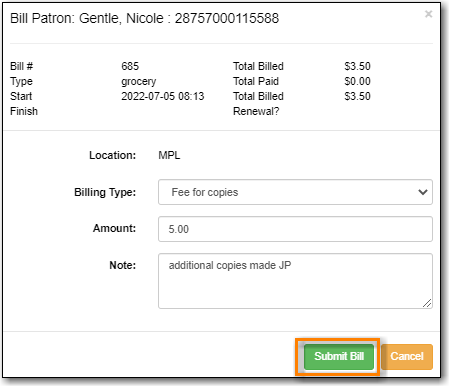 Bill Patron: Gentle, Nicole : 28757000115588 ×
Bill # 685 Total Billed $3.50
Type grocery Total Paid $0.00
Start 2022-07-05 08:13 Total Billed $3.50
Finish Renewal?
Location: MPL
Billing Type: Fee for copies
Amount: 5.00
Note: additional copies made JP
Submit Bill Cancel